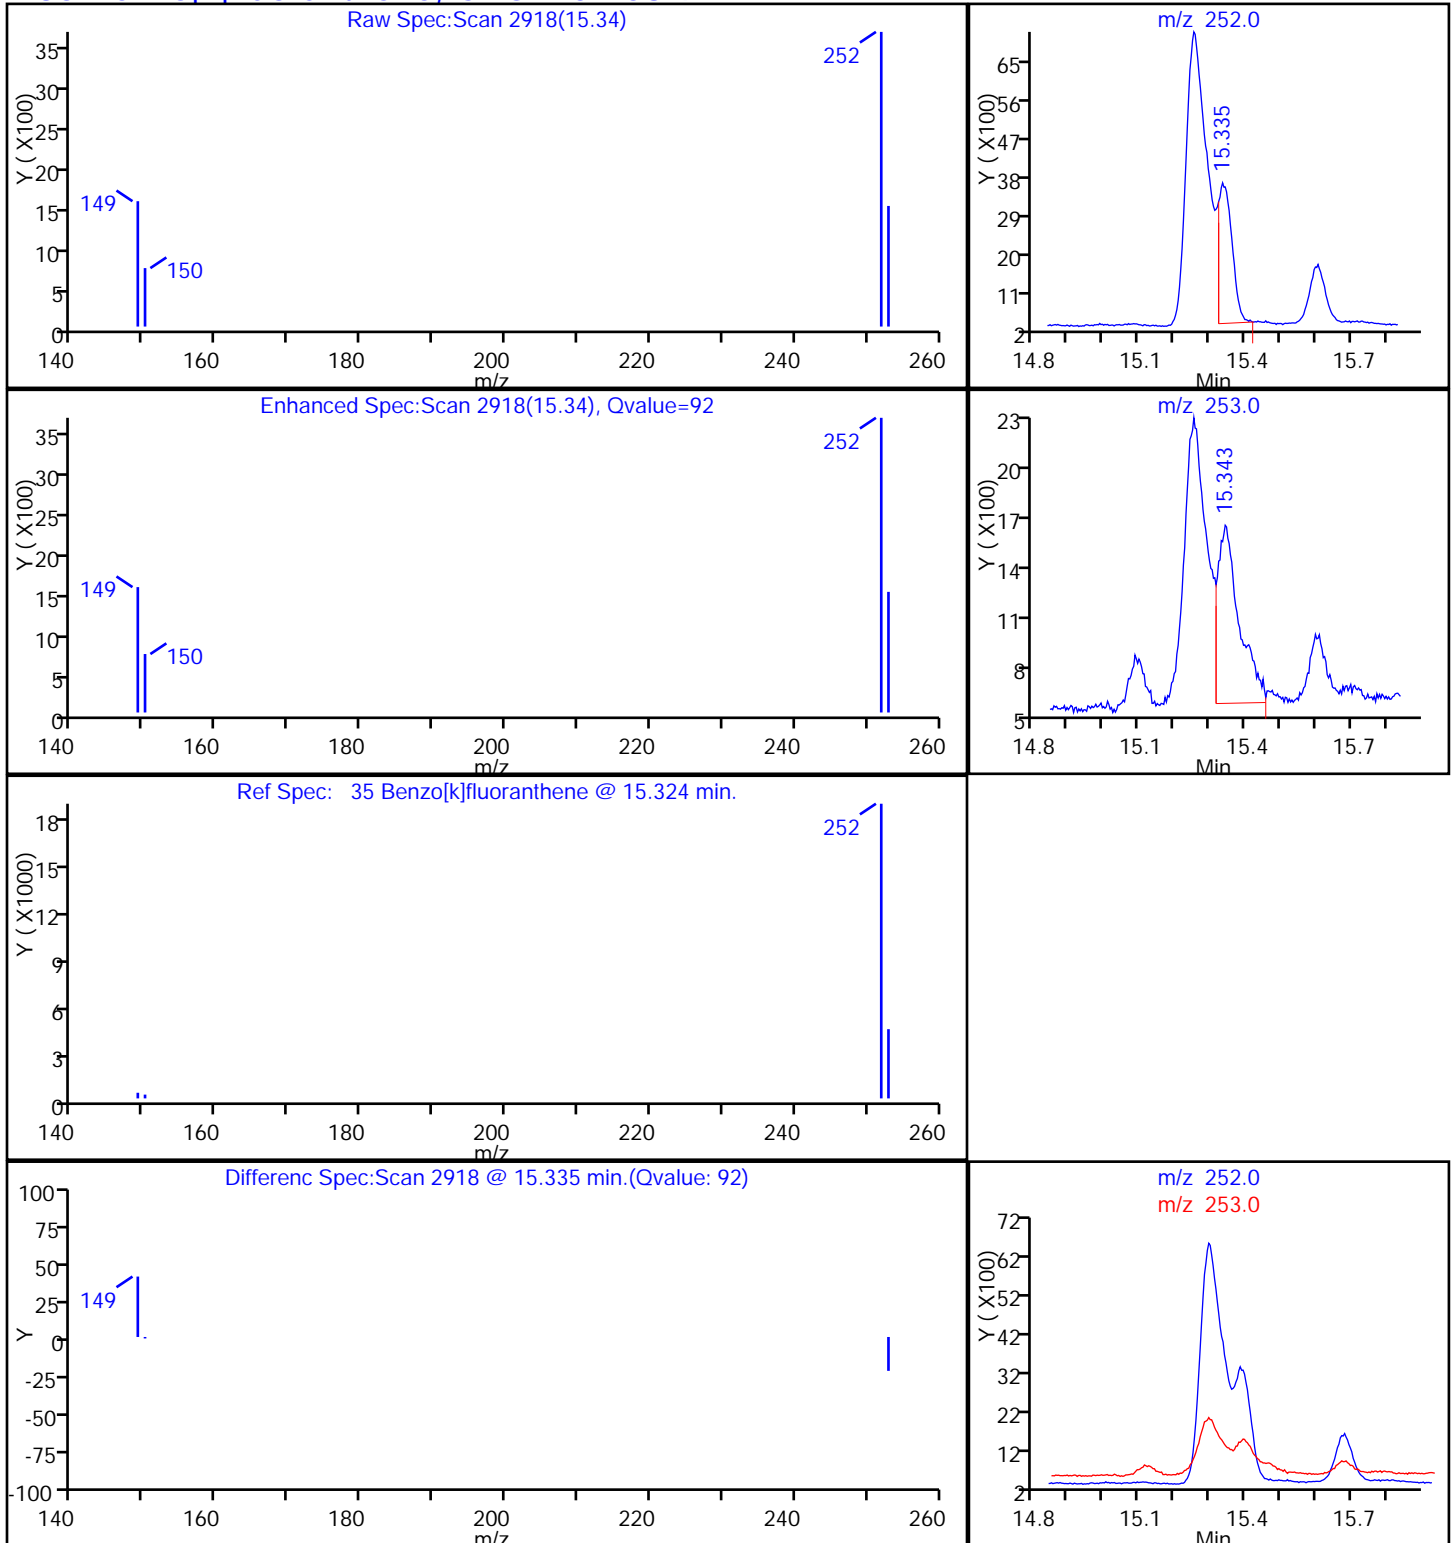 Raw Spec:Scan 2918(15.34)
Y ( X100)
35
30
25
20
15
10
5
0
252
149
150
140 160 180 200 220 240 260
m/z
m/z 252.0
Y ( X100)
65
56
47
38
29
20
11
2
15.335
14.8 15.1 15.4 15.7
Min
Enhanced Spec:Scan 2918(15.34), Qvalue=92
Y ( X100)
35
30
25
20
15
10
5
0
252
149
150
140 160 180 200 220 240 260
m/z
m/z 253.0
Y ( X100)
23
20
17
14
11
8
5
15.343
14.8 15.1 15.4 15.7
Min
Ref Spec: 35 Benzo[k]fluoranthene @ 15.324 min.
Y ( X1000)
18
15
12
9
6
3
0
252
140 160 180 200 220 240 260
m/z
Differenc Spec:Scan 2918 @ 15.335 min.(Qvalue: 92)
Y
100
75
50
25
0
-25
-50
-75
-100
149
140 160 180 200 220 240 260
m/z
m/z 252.0
m/z 253.0
Y ( X100)
72
62
52
42
32
22
12
2
14.8 15.1 15.4 15.7
Min